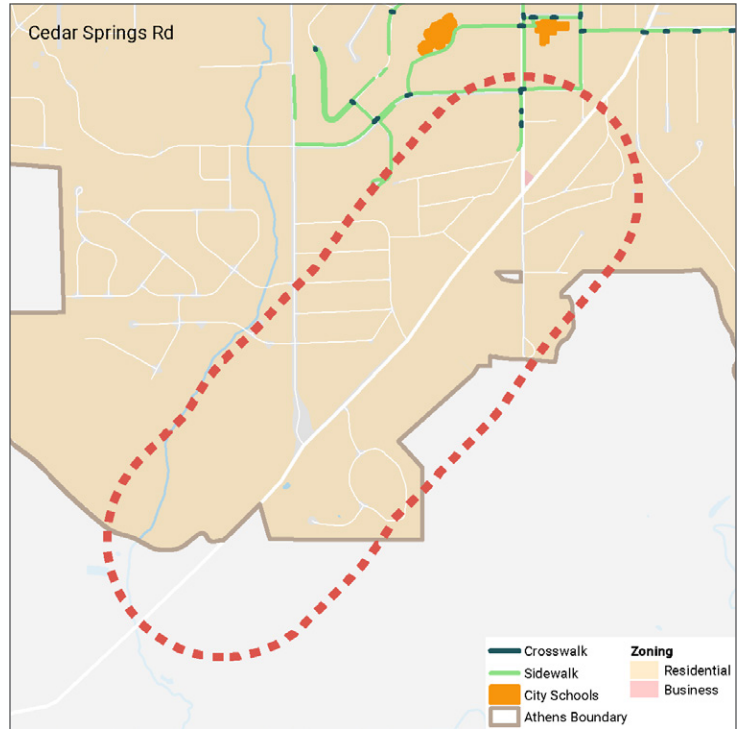 Cedar Springs Rd
Crosswalk
Sidewalk
City Schools
Athens Boundary
Zoning
Residential
Business